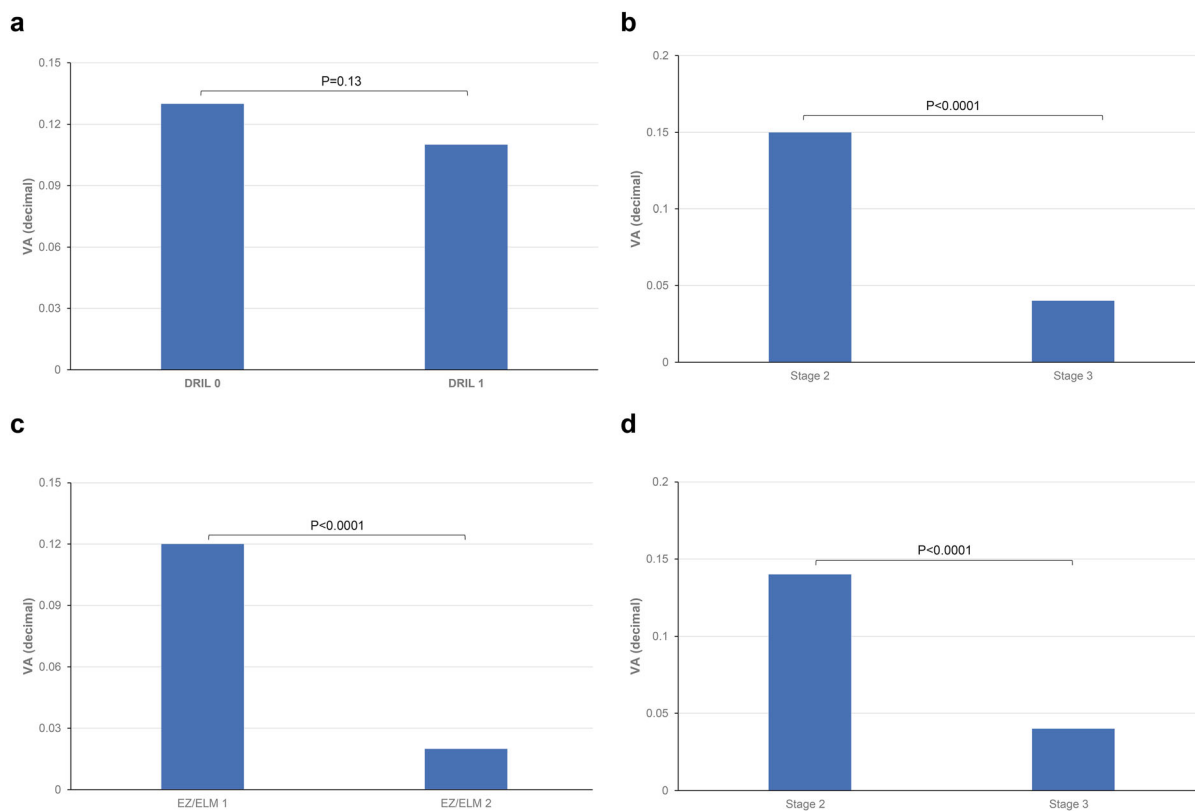 a
0.15
P=0.13
0.12
0.09
0.06
0.03
0
VA (decimal)
DRIL 0
DRIL 1
b
0.2
P<0.0001
0.15
0.1
0.05
0
VA (decimal)
Stage 2
Stage 3
c
0.15
P<0.0001
0.12
0.09
0.06
0.03
0
VA (decimal)
EZ/ELM 1
EZ/ELM 2
d
0.2
P<0.0001
0.15
0.1
0.05
0
VA (decimal)
Stage 2
Stage 3